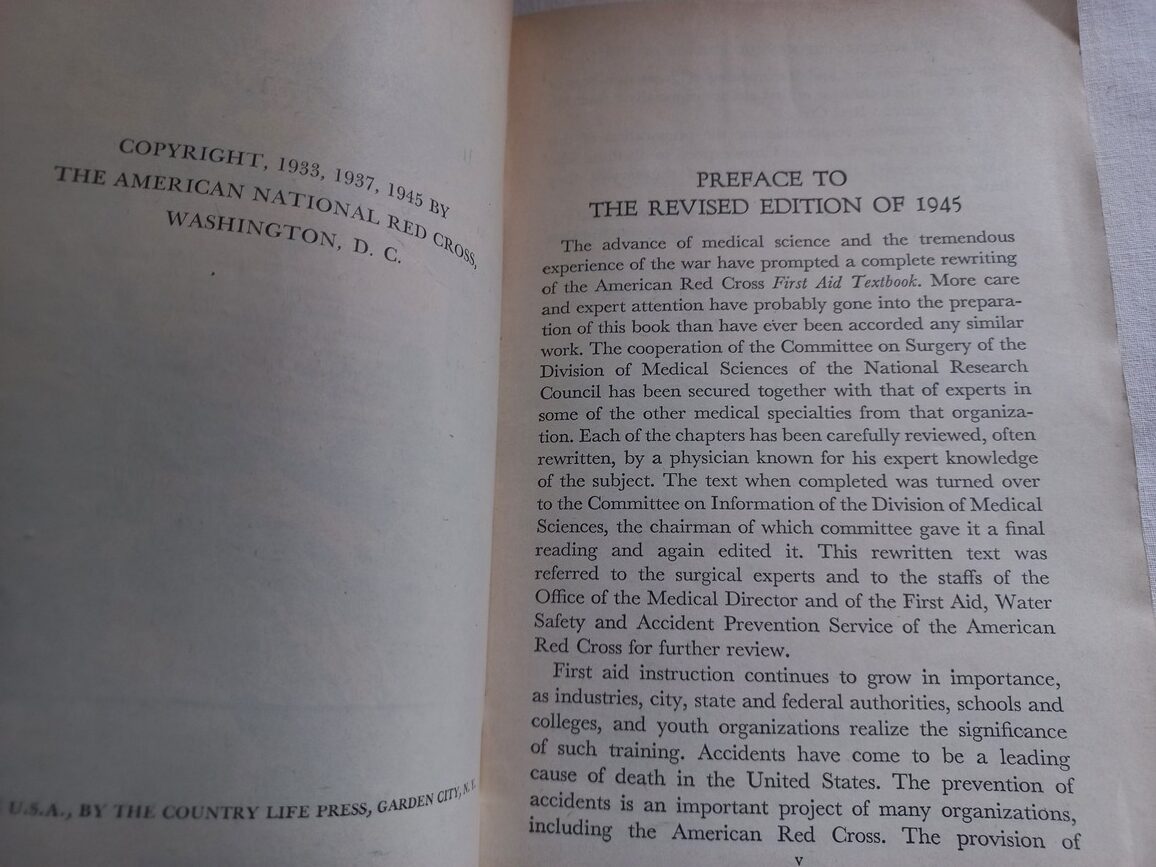 COPYRIGHT, 1933, 1937, 1945 BY
THE AMERICAN NATIONAL RED CROSS,
WASHINGTON, D. C.
U.S.A., BY THE COUNTRY LIFE PRESS, GARDEN CITY, N. Y.
PREFACE TO
THE REVISED EDITION OF 1945
The advance of medical science and the tremendous
experience of the war have prompted a complete rewriting
of the American Red Cross First Aid Textbook. More care
and expert attention have probably gone into the prepara-
tion of this book than have ever been accorded any similar
work. The cooperation of the Committee on Surgery of the
Division of Medical Sciences of the National Research
Council has been secured together with that of experts in
some of the other medical specialties from that organiza-
tion. Each of the chapters has been carefully reviewed, often
rewritten, by a physician known for his expert knowledge
of the subject. The text when completed was turned over
to the Committee on Information of the Division of Medical
Sciences, the chairman of which committee gave it a final
reading and again edited it. This rewritten text was
referred to the surgical experts and to the staffs of the
Office of the Medical Director and of the First Aid, Water
Safety and Accident Prevention Service of the American
Red Cross for further review.
First aid instruction continues to grow in importance,
as industries, city, state and federal authorities, schools and
colleges, and youth organizations realize the significance
of such training. Accidents have come to be a leading
cause of death in the United States. The prevention of
accidents is an important project of many organizations,
including the American Red Cross. The provision of
v